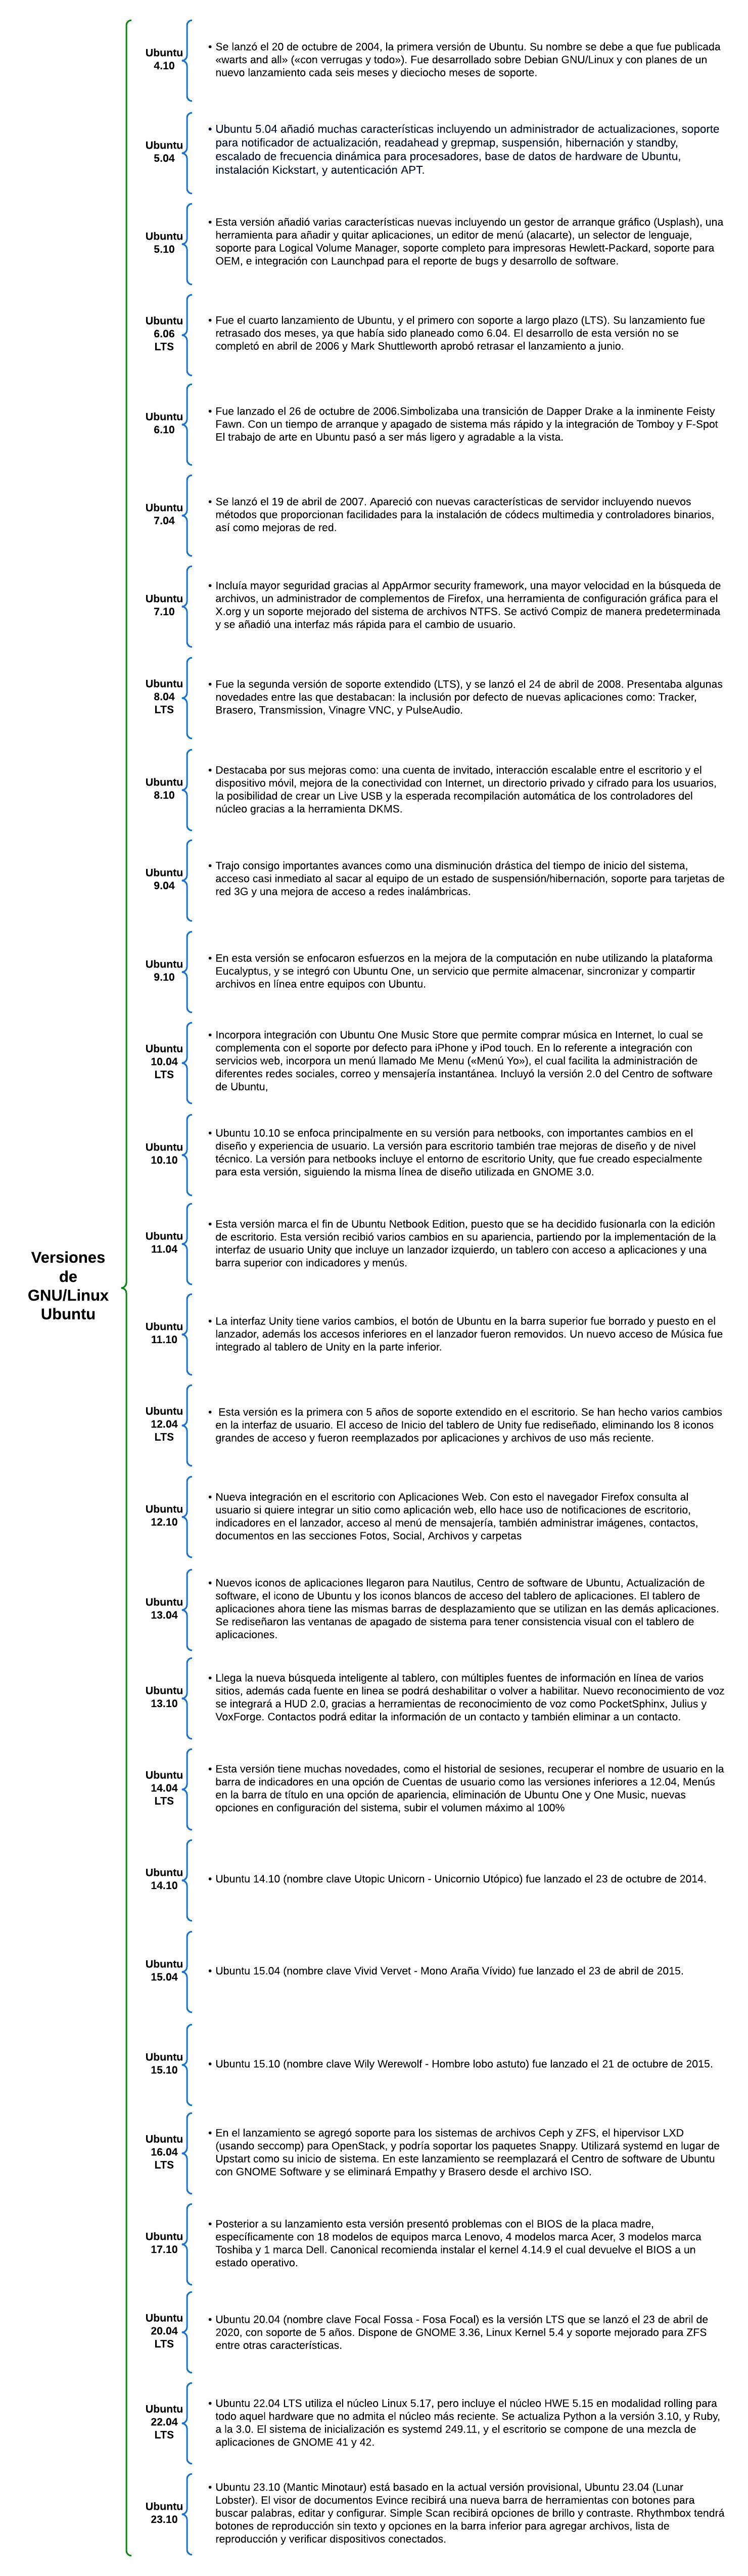 Versiones
de
GNU/Linux
Ubuntu
Ubuntu
4.10
• Se lanzó el 20 de octubre de 2004, la primera versión de Ubuntu. Su nombre se debe a que fue publicada
«warts and all» («con verrugas y todo»). Fue desarrollado sobre Debian GNU/Linux y con planes de un
nuevo lanzamiento cada seis meses y dieciocho meses de soporte.
Ubuntu
5.04
• Ubuntu 5.04 añadió muchas características incluyendo un administrador de actualizaciones, soporte
para notificador de actualización, readahead y grepmap, suspensión, hibernación y standby,
escalado de frecuencia dinámica para procesadores, base de datos de hardware de Ubuntu,
instalación Kickstart, y autenticación APT.
Ubuntu
5.10
• Esta versión añadió varias características nuevas incluyendo un gestor de arranque gráfico (Usplash), una
herramienta para añadir y quitar aplicaciones, un editor de menú (alacarte), un selector de lenguaje,
soporte para Logical Volume Manager, soporte completo para impresoras Hewlett-Packard, soporte para
OEM, e integración con Launchpad para el reporte de bugs y desarrollo de software.
Ubuntu
6.06
LTS
• Fue el cuarto lanzamiento de Ubuntu, y el primero con soporte a largo plazo (LTS). Su lanzamiento fue
retrasado dos meses, ya que había sido planeado como 6.04. El desarrollo de esta versión no se
completó en abril de 2006 y Mark Shuttleworth aprobó retrasar el lanzamiento a junio.
Ubuntu
6.10
• Fue lanzado el 26 de octubre de 2006.Simbolizaba una transición de Dapper Drake a la inminente Feisty
Fawn. Con un tiempo de arranque y apagado de sistema más rápido y la integración de Tomboy y F-Spot
El trabajo de arte en Ubuntu pasó a ser más ligero y agradable a la vista.
Ubuntu
7.04
• Se lanzó el 19 de abril de 2007. Apareció con nuevas características de servidor incluyendo nuevos
métodos que proporcionan facilidades para la instalación de códecs multimedia y controladores binarios,
así como mejoras de red.
Ubuntu
7.10
• Incluía mayor seguridad gracias al AppArmor security framework, una mayor velocidad en la búsqueda de
archivos, un administrador de complementos de Firefox, una herramienta de configuración gráfica para el
X.org y un soporte mejorado del sistema de archivos NTFS. Se activó Compiz de manera predeterminada
y se añadió una interfaz más rápida para el cambio de usuario.
Ubuntu
8.04
LTS
• Fue la segunda versión de soporte extendido (LTS), y se lanzó el 24 de abril de 2008. Presentaba algunas
novedades entre las que destacaban: la inclusión por defecto de nuevas aplicaciones como: Tracker,
Brasero, Transmission, Vinagre VNC, y PulseAudio.
Ubuntu
8.10
• Destacaba por sus mejoras como: una cuenta de invitado, interacción escalable entre el escritorio y el
dispositivo móvil, mejora de la conectividad con Internet, un directorio privado y cifrado para los usuarios,
la posibilidad de crear un Live USB y la esperada recompilación automática de los controladores del
núcleo gracias a la herramienta DKMS.
Ubuntu
9.04
• Trajo consigo importantes avances como una disminución drástica del tiempo de inicio del sistema,
acceso casi inmediato al sacar al equipo de un estado de suspensión/hibernación, soporte para tarjetas de
red 3G y una mejora de acceso a redes inalámbricas.
Ubuntu
9.10
• En esta versión se enfocaron esfuerzos en la mejora de la computación en nube utilizando la plataforma
Eucalyptus, y se integró con Ubuntu One, un servicio que permite almacenar, sincronizar y compartir
archivos en línea entre equipos con Ubuntu.
Ubuntu
10.04
LTS
• Incorpora integración con Ubuntu One Music Store que permite comprar música en Internet, lo cual se
complementa con el soporte por defecto para iPhone y iPod touch. En lo referente a integración con
servicios web, incorpora un menú llamado Me Menu («Menú Yo»), el cual facilita la administración de
diferentes redes sociales, correo y mensajería instantánea. Incluyó la versión 2.0 del Centro de software
de Ubuntu,
Ubuntu
10.10
• Ubuntu 10.10 se enfoca principalmente en su versión para netbooks, con importantes cambios en el
diseño y experiencia de usuario. La versión para escritorio también trae mejoras de diseño y de nivel
técnico. La versión para netbooks incluye el entorno de escritorio Unity, que fue creado especialmente
para esta versión, siguiendo la misma línea de diseño utilizada en GNOME 3.0.
Ubuntu
11.04
• Esta versión marca el fin de Ubuntu Netbook Edition, puesto que se ha decidido fusionarla con la edición
de escritorio. Esta versión recibió varios cambios en su apariencia, partiendo por la implementación de la
interfaz de usuario Unity que incluye un lanzador izquierdo, un tablero con acceso a aplicaciones y una
barra superior con indicadores y menús.
Ubuntu
11.10
• La interfaz Unity tiene varios cambios, el botón de Ubuntu en la barra superior fue borrado y puesto en el
lanzador, además los accesos inferiores en el lanzador fueron removidos. Un nuevo acceso de Música fue
integrado al tablero de Unity en la parte inferior.
Ubuntu
12.04
LTS
• Esta versión es la primera con 5 años de soporte extendido en el escritorio. Se han hecho varios cambios
en la interfaz de usuario. El acceso de Inicio del tablero de Unity fue rediseñado, eliminando los 8 iconos
grandes de acceso y fueron reemplazados por aplicaciones y archivos de uso más reciente.
Ubuntu
12.10
• Nueva integración en el escritorio con Aplicaciones Web. Con esto el navegador Firefox consulta al
usuario si quiere integrar un sitio como aplicación web, ello hace uso de notificaciones de escritorio,
indicadores en el lanzador, acceso al menú de mensajería, también administrar imágenes, contactos,
documentos en las secciones Fotos, Social, Archivos y carpetas
Ubuntu
13.04
• Nuevos iconos de aplicaciones llegaron para Nautilus, Centro de software de Ubuntu, Actualización de
software, el icono de Ubuntu y los iconos blancos de acceso del tablero de aplicaciones. El tablero de
aplicaciones ahora tiene las mismas barras de desplazamiento que se utilizan en las demás aplicaciones.
Se rediseñaron las ventanas de apagado de sistema para tener consistencia visual con el tablero de
aplicaciones.
Ubuntu
13.10
• Llega la nueva búsqueda inteligente al tablero, con múltiples fuentes de información en línea de varios
sitios, además cada fuente en linea se podrá deshabilitar o volver a habilitar. Nuevo reconocimiento de voz
se integrará a HUD 2.0, gracias a herramientas de reconocimiento de voz como PocketSphinx, Julius y
VoxForge. Contactos podrá editar la información de un contacto y también eliminar a un contacto.
Ubuntu
14.04
LTS
• Esta versión tiene muchas novedades, como el historial de sesiones, recuperar el nombre de usuario en la
barra de indicadores en una opción de Cuentas de usuario como las versiones inferiores a 12.04, Menús
en la barra de título en una opción de apariencia, eliminación de Ubuntu One y One Music, nuevas
opciones en configuración del sistema, subir el volumen máximo al 100%
Ubuntu
14.10
• Ubuntu 14.10 (nombre clave Utopic Unicorn - Unicornio Utópico) fue lanzado el 23 de octubre de 2014.
Ubuntu
15.04
• Ubuntu 15.04 (nombre clave Vivid Vervet - Mono Araña Vívido) fue lanzado el 23 de abril de 2015.
Ubuntu
15.10
• Ubuntu 15.10 (nombre clave Wily Werewolf - Hombre lobo astuto) fue lanzado el 21 de octubre de 2015.
Ubuntu
16.04
LTS
• En el lanzamiento se agregó soporte para los sistemas de archivos Ceph y ZFS, el hipervisor LXD
(usando seccomp) para OpenStack, y podría soportar los paquetes Snappy. Utilizará systemd en lugar de
Upstart como su inicio de sistema. En este lanzamiento se reemplazará el Centro de software de Ubuntu
con GNOME Software y se eliminará Empathy y Brasero desde el archivo ISO.
Ubuntu
17.10
• Posterior a su lanzamiento esta versión presentó problemas con el BIOS de la placa madre,
específicamente con 18 modelos de equipos marca Lenovo, 4 modelos marca Acer, 3 modelos marca
Toshiba y 1 marca Dell. Canonical recomienda instalar el kernel 4.14.9 el cual devuelve el BIOS a un
estado operativo.
Ubuntu
20.04
LTS
• Ubuntu 20.04 (nombre clave Focal Fossa - Fosa Focal) es la versión LTS que se lanzó el 23 de abril de
2020, con soporte de 5 años. Dispone de GNOME 3.36, Linux Kernel 5.4 y soporte mejorado para ZFS
entre otras características.
Ubuntu
22.04
LTS
• Ubuntu 22.04 LTS utiliza el núcleo Linux 5.17, pero incluye el núcleo HWE 5.15 en modalidad rolling para
todo aquel hardware que no admita el núcleo más reciente. Se actualiza Python a la versión 3.10, y Ruby,
a la 3.0. El sistema de inicialización es systemd 249.11, y el escritorio se compone de una mezcla de
aplicaciones de GNOME 41 y 42.
Ubuntu
23.10
• Ubuntu 23.10 (Mantic Minotaur) está basado en la actual versión provisional, Ubuntu 23.04 (Lunar
Lobster). El visor de documentos Evince recibirá una nueva barra de herramientas con botones para
buscar palabras, editar y configurar. Simple Scan recibirá opciones de brillo y contraste. Rhythmbox tendrá
botones de reproducción sin texto y opciones en la barra inferior para agregar archivos, lista de
reproducción y verificar dispositivos conectados.